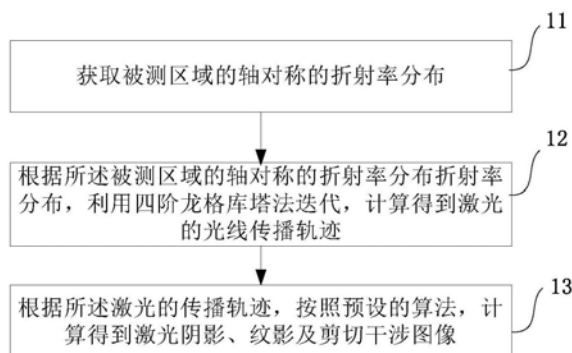 11
获取被测区域的轴对称的折射率分布
12
根据所述被测区域的轴对称的折射率分布折射率
分布，利用四阶龙格库塔法迭代，计算得到激光
的光线传播轨迹
13
根据所述激光的传播轨迹，按照预设的算法，计
算得到激光阴影、纹影及剪切干涉图像